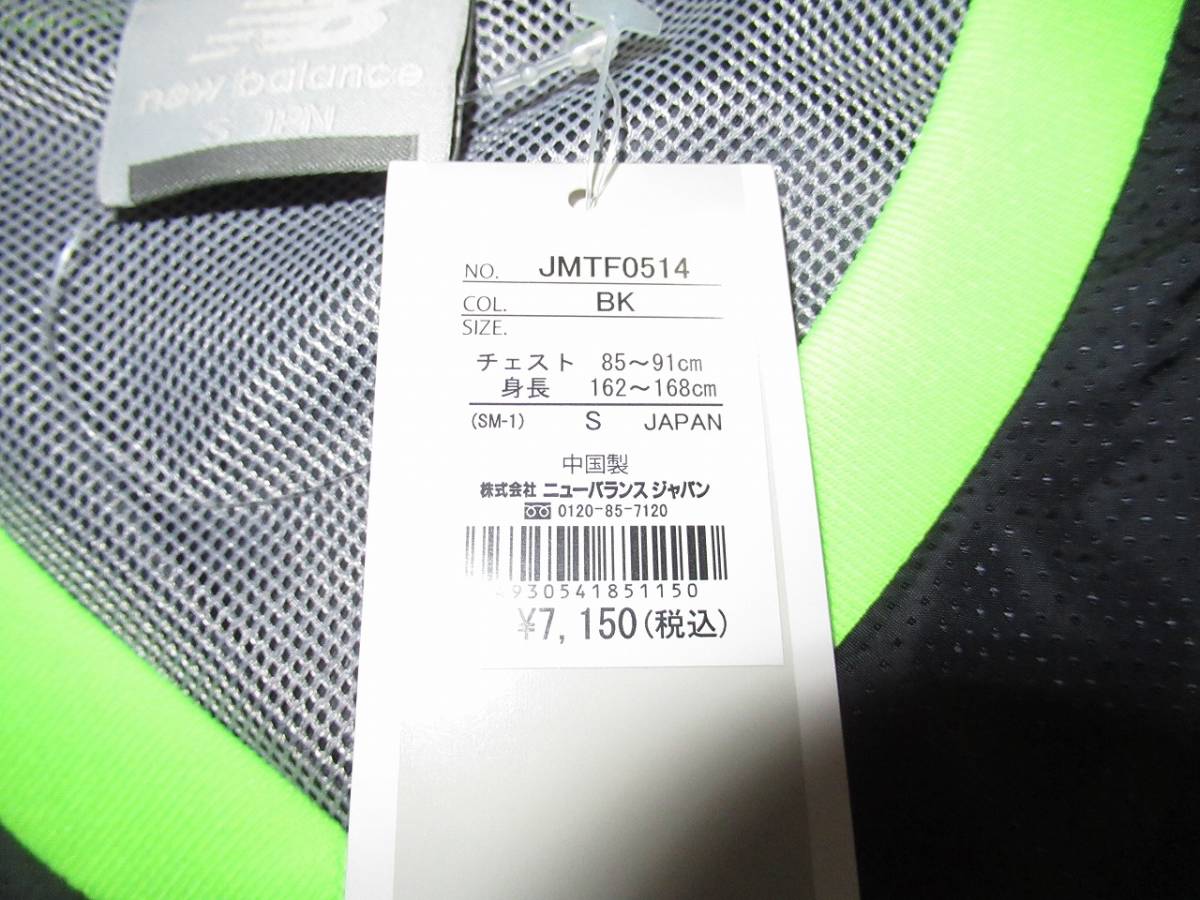 new balance
S JPN
NO. JMTF0514
COL. BK
SIZE.
チェスト 85～91cm
身長 162～168cm
(SM-1) S JAPAN
中国製
株式会社 ニューバランス ジャパン
0120-85-7120
4930541851150
¥7,150(税込)